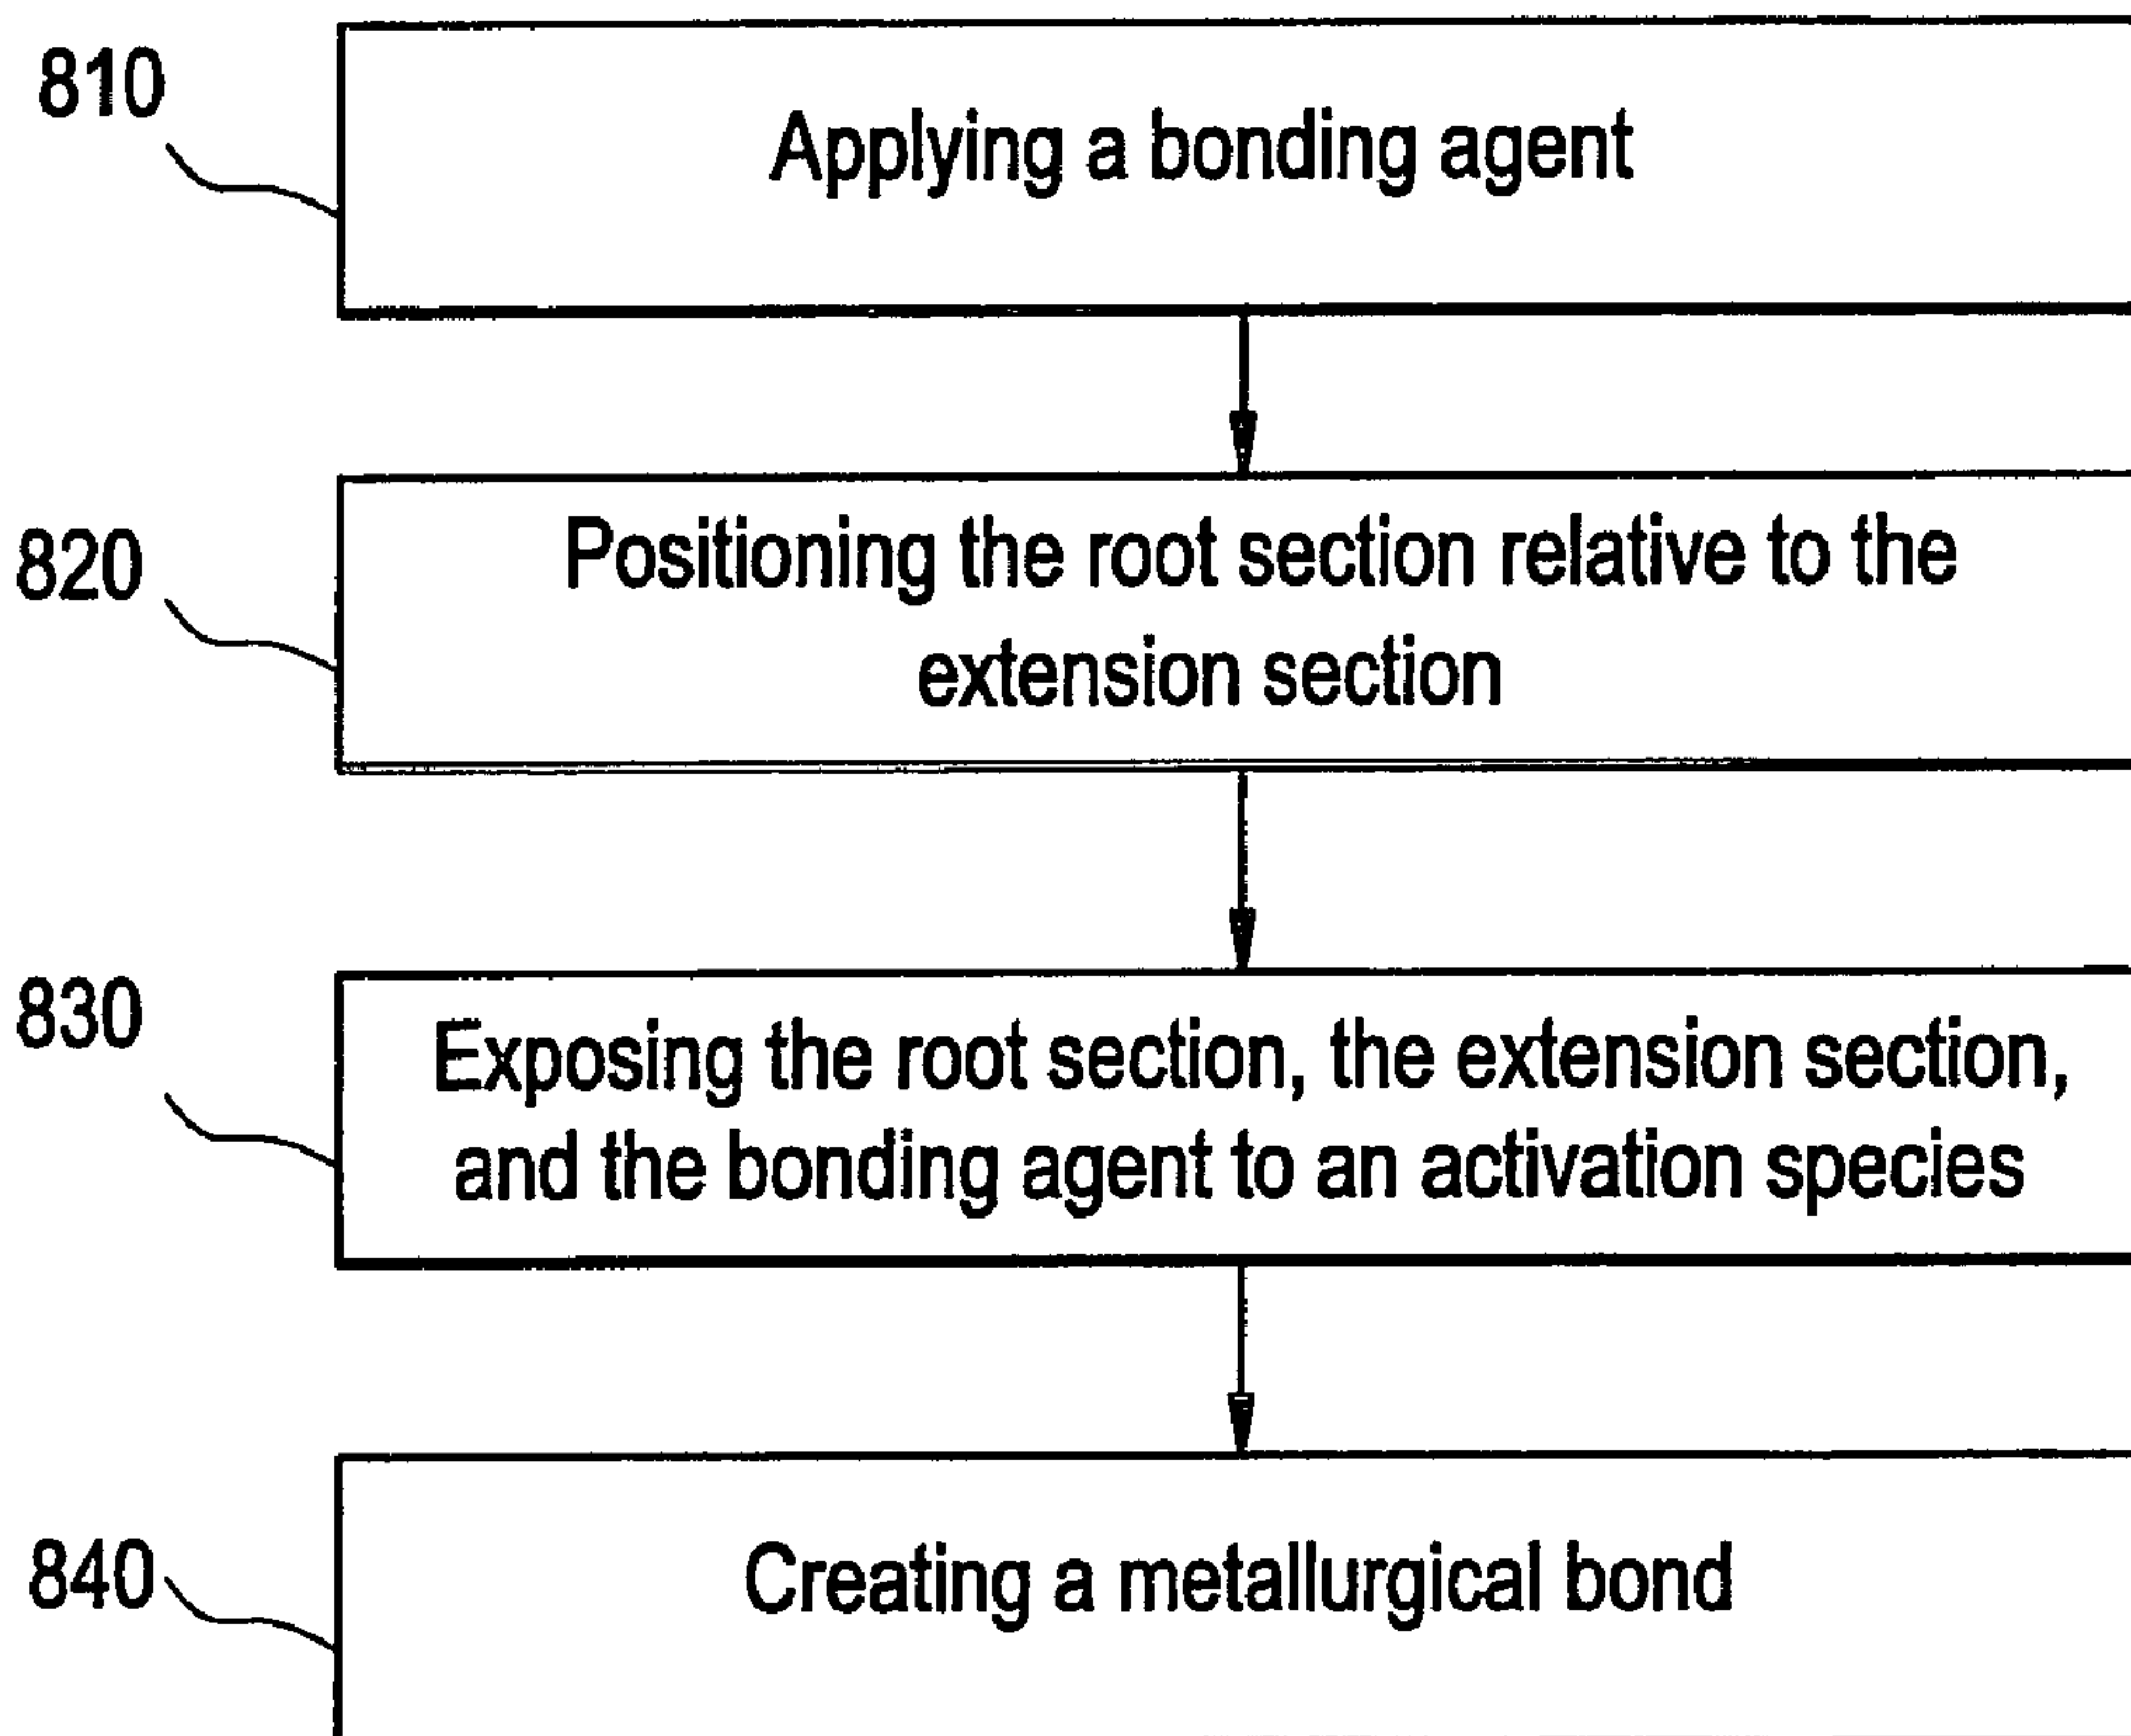 810
Applying a bonding agent
820
Positioning the root section relative to the
extension section
830
Exposing the root section, the extension section,
and the bonding agent to an activation species
840
Creating a metallurgical bond